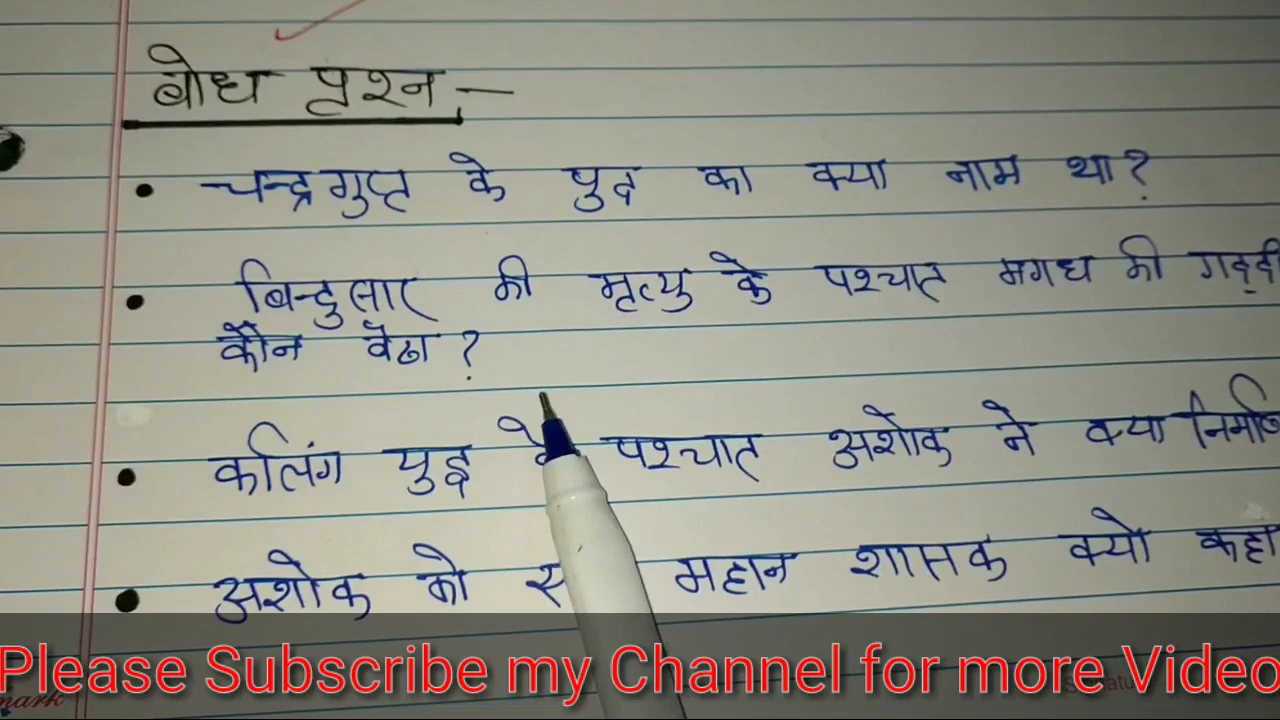 बोध प्रश्न —
• चन्द्रगुप्त के पुत्र का क्या नाम था?
• बिन्दुसार की मृत्यु के पश्चात मगध की गद्दी
कौन बैठा?
• कलिंग युद्ध के पश्चात अशोक ने क्या
• अशोक को महान शासक क्यो कहा
Please Subscribe my Channel for more Video
mark